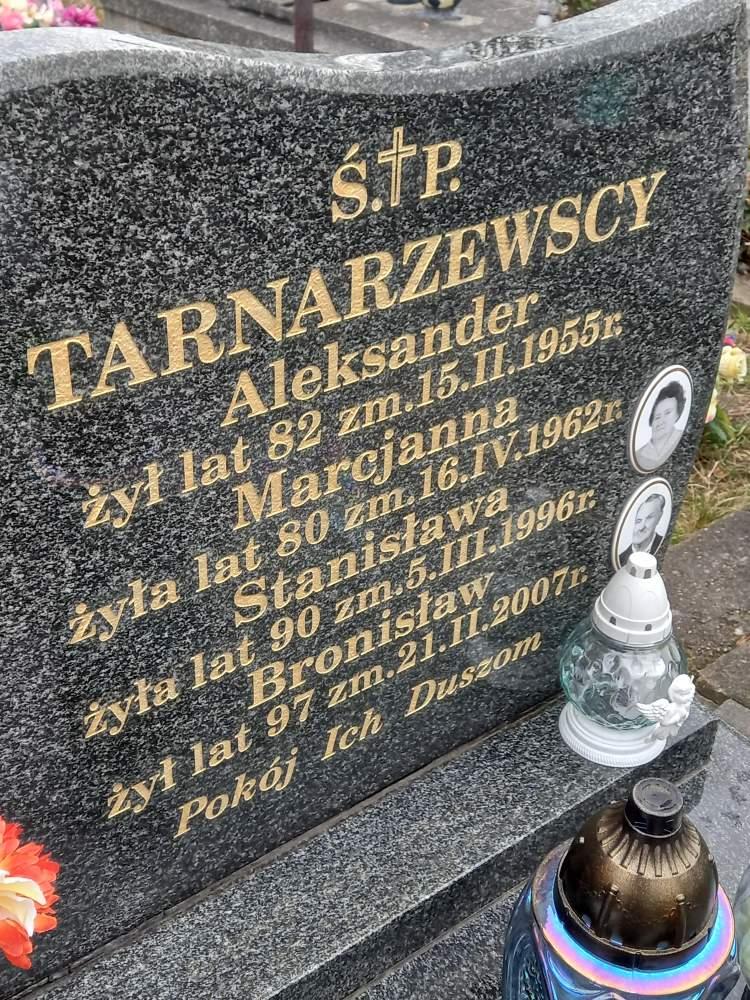 Ś.†P.
TARNARZEWSCY
Aleksander
żył lat 82 zm.15.II.1955r.
Marcjanna
żyła lat 80 zm.16.IV.1962r.
Stanisława
żyła lat 90 zm.5.III.1996r.
Bronisław
żył lat 97 zm.21.II.2007r.
Pokój Ich Duszom